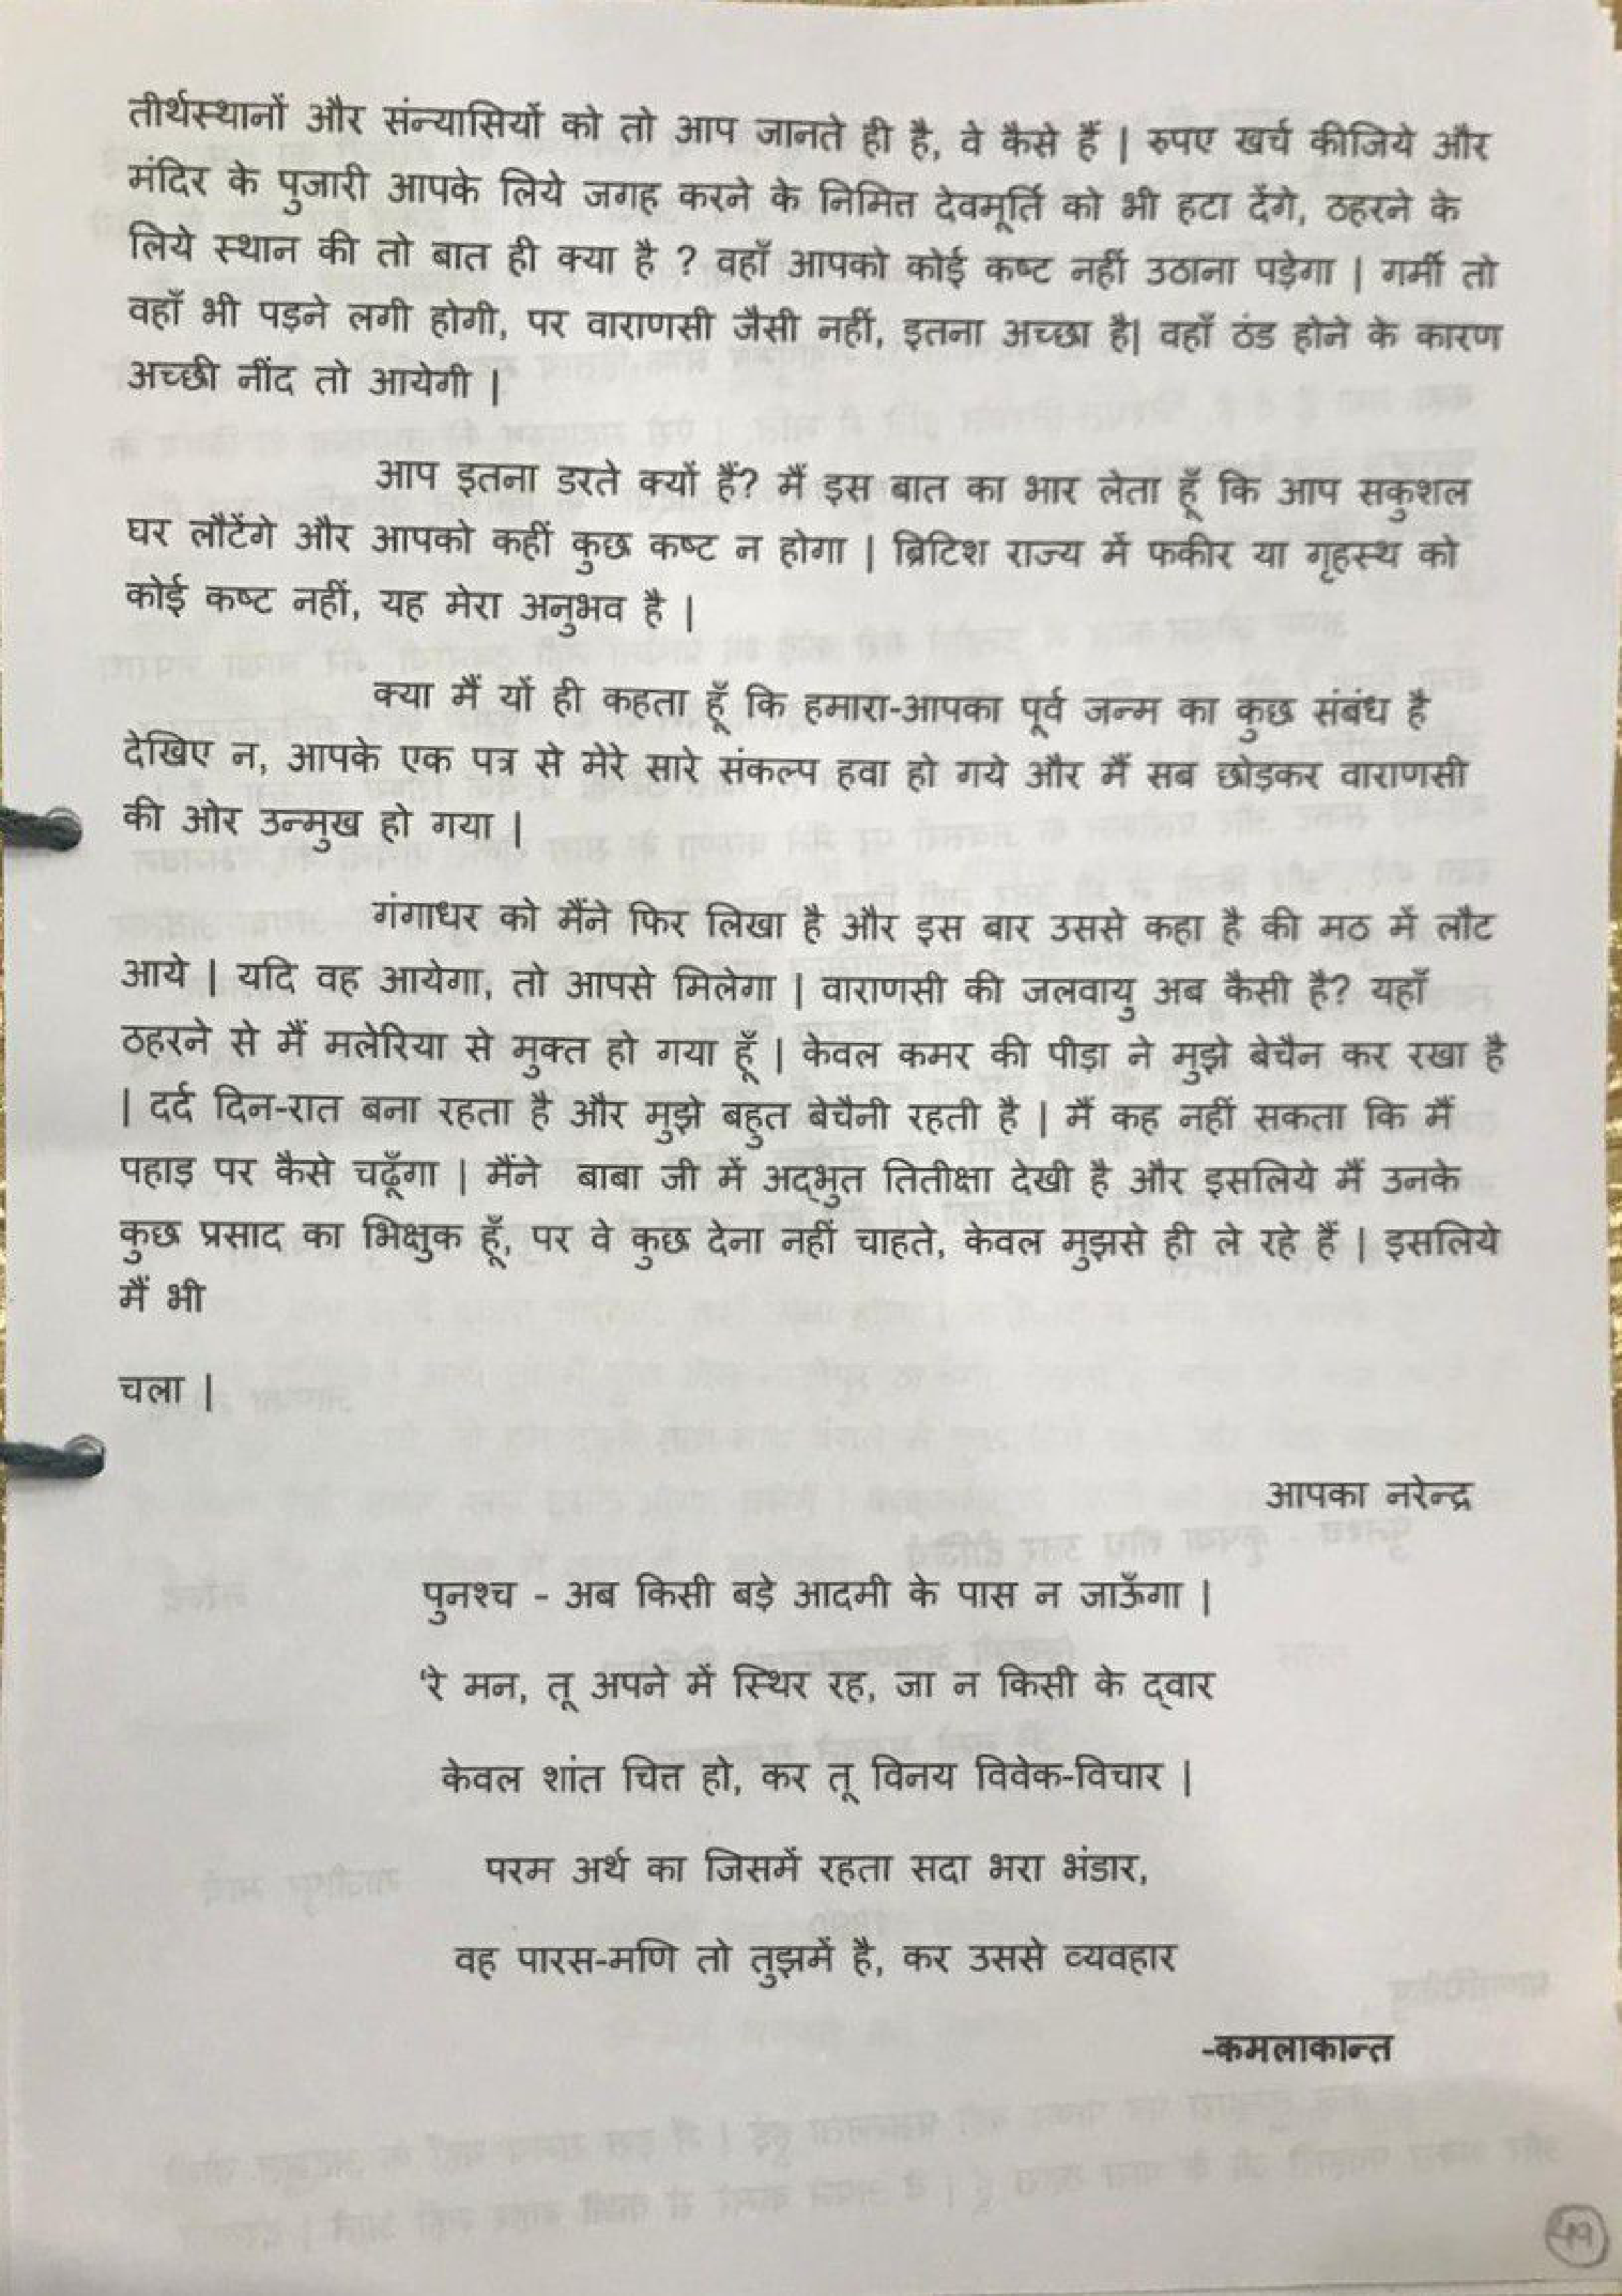 तीर्थस्थानों और संन्यासियों को तो आप जानते ही है, वे कैसे हैं | रुपए खर्च कीजिये और
मंदिर के पुजारी आपके लिये जगह करने के निमित्त देवमूर्ति को भी हटा देंगे, ठहरने के
लिये स्थान की तो बात ही क्या है ? वहाँ आपको कोई कष्ट नहीं उठाना पड़ेगा | गर्मी तो
वहाँ भी पड़ने लगी होगी, पर वाराणसी जैसी नहीं, इतना अच्छा है| वहाँ ठंड होने के कारण
अच्छी नींद तो आयेगी |
आप इतना डरते क्यों हैं? मैं इस बात का भार लेता हूँ कि आप सकुशल
घर लौटेंगे और आपको कहीं कुछ कष्ट न होगा | ब्रिटिश राज्य में फकीर या गृहस्थ को
कोई कष्ट नहीं, यह मेरा अनुभव है |
क्या मैं यों ही कहता हूँ कि हमारा-आपका पूर्व जन्म का कुछ संबंध है
देखिए न, आपके एक पत्र से मेरे सारे संकल्प हवा हो गये और मैं सब छोड़कर वाराणसी
की ओर उन्मुख हो गया |
गंगाधर को मैंने फिर लिखा है और इस बार उससे कहा है की मठ में लौट
आये | यदि वह आयेगा, तो आपसे मिलेगा | वाराणसी की जलवायु अब कैसी है? यहाँ
ठहरने से मैं मलेरिया से मुक्त हो गया हूँ | केवल कमर की पीड़ा ने मुझे बेचैन कर रखा है
| दर्द दिन-रात बना रहता है और मुझे बहुत बेचैनी रहती है | मैं कह नहीं सकता कि मैं
पहाड़ पर कैसे चढूँगा | मैंने बाबा जी में अद्भुत तितीक्षा देखी है और इसलिये मैं उनके
कुछ प्रसाद का भिक्षुक हूँ, पर वे कुछ देना नहीं चाहते, केवल मुझसे ही ले रहे हैं | इसलिये
मैं भी
चला |
आपका नरेन्द्र
पुनश्च - अब किसी बड़े आदमी के पास न जाऊँगा |
'रे मन, तू अपने में स्थिर रह, जा न किसी के द्वार
केवल शांत चित्त हो, कर तू विनय विवेक-विचार |
परम अर्थ का जिसमें रहता सदा भरा भंडार,
वह पारस-मणि तो तुझमें है, कर उससे व्यवहार
-कमलाकान्त